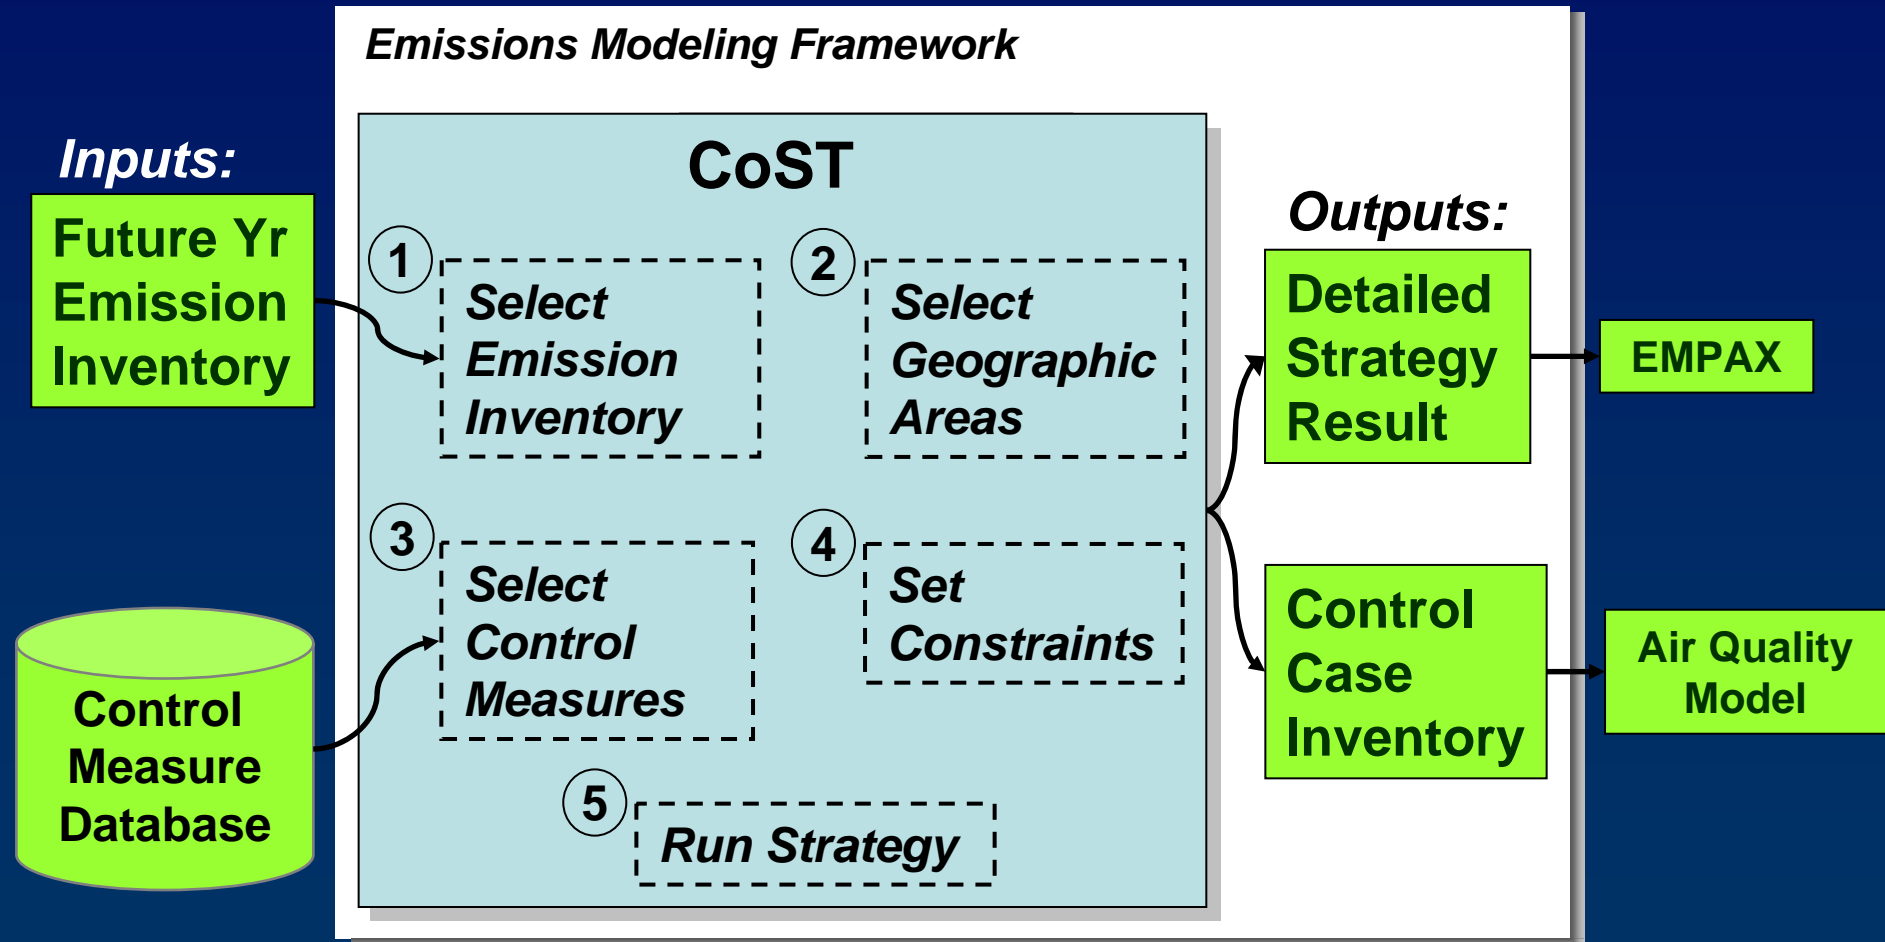 Emissions Modeling Framework
Inputs:
Future Yr
Emission
Inventory
Control
Measure
Database
CoST
1
Select
Emission
Inventory
2
Select
Geographic
Areas
3
Select
Control
Measures
4
Set
Constraints
5
Run Strategy
Outputs:
Detailed
Strategy
Result
Control
Case
Inventory
EMPAX
Air Quality
Model